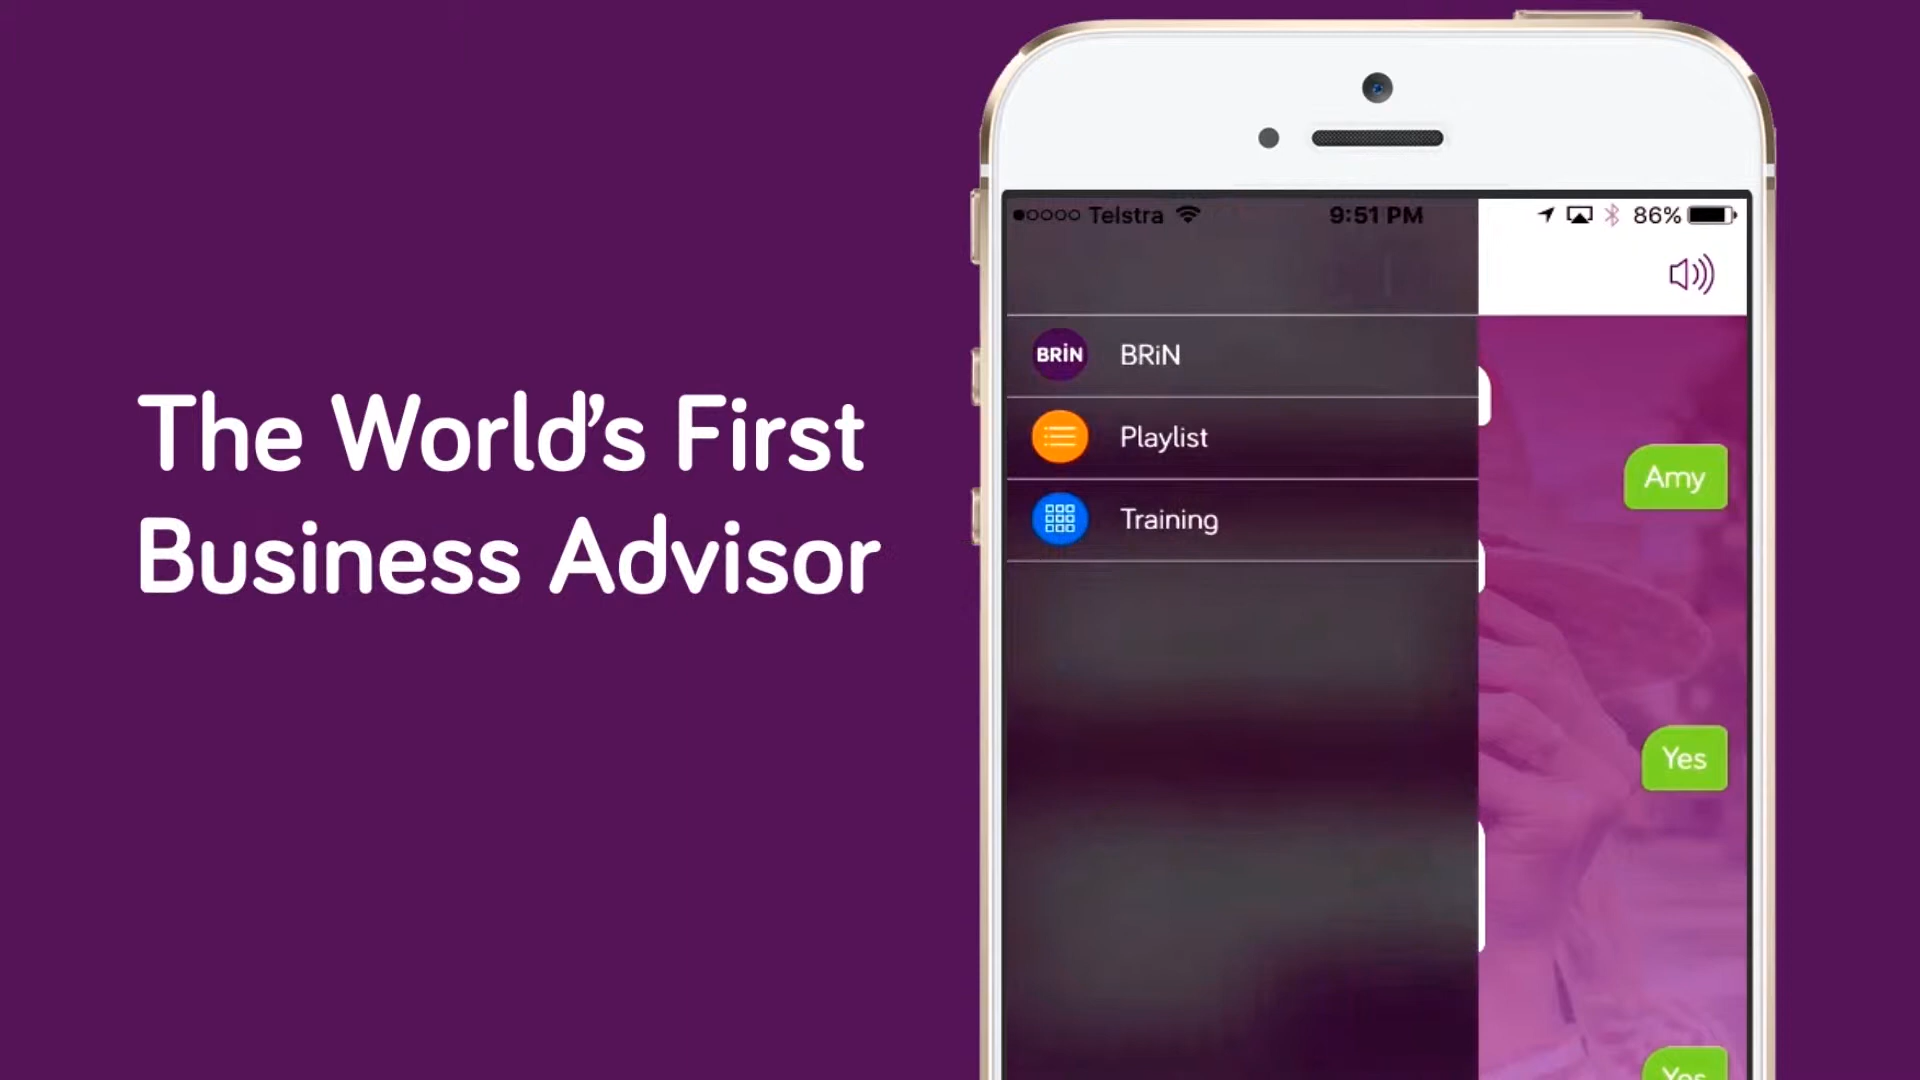 The World's First
Business Advisor
Telstra
9:51 PM
86%
BRiN
BRiN
Playlist
Training
Amy
Yes
Yes